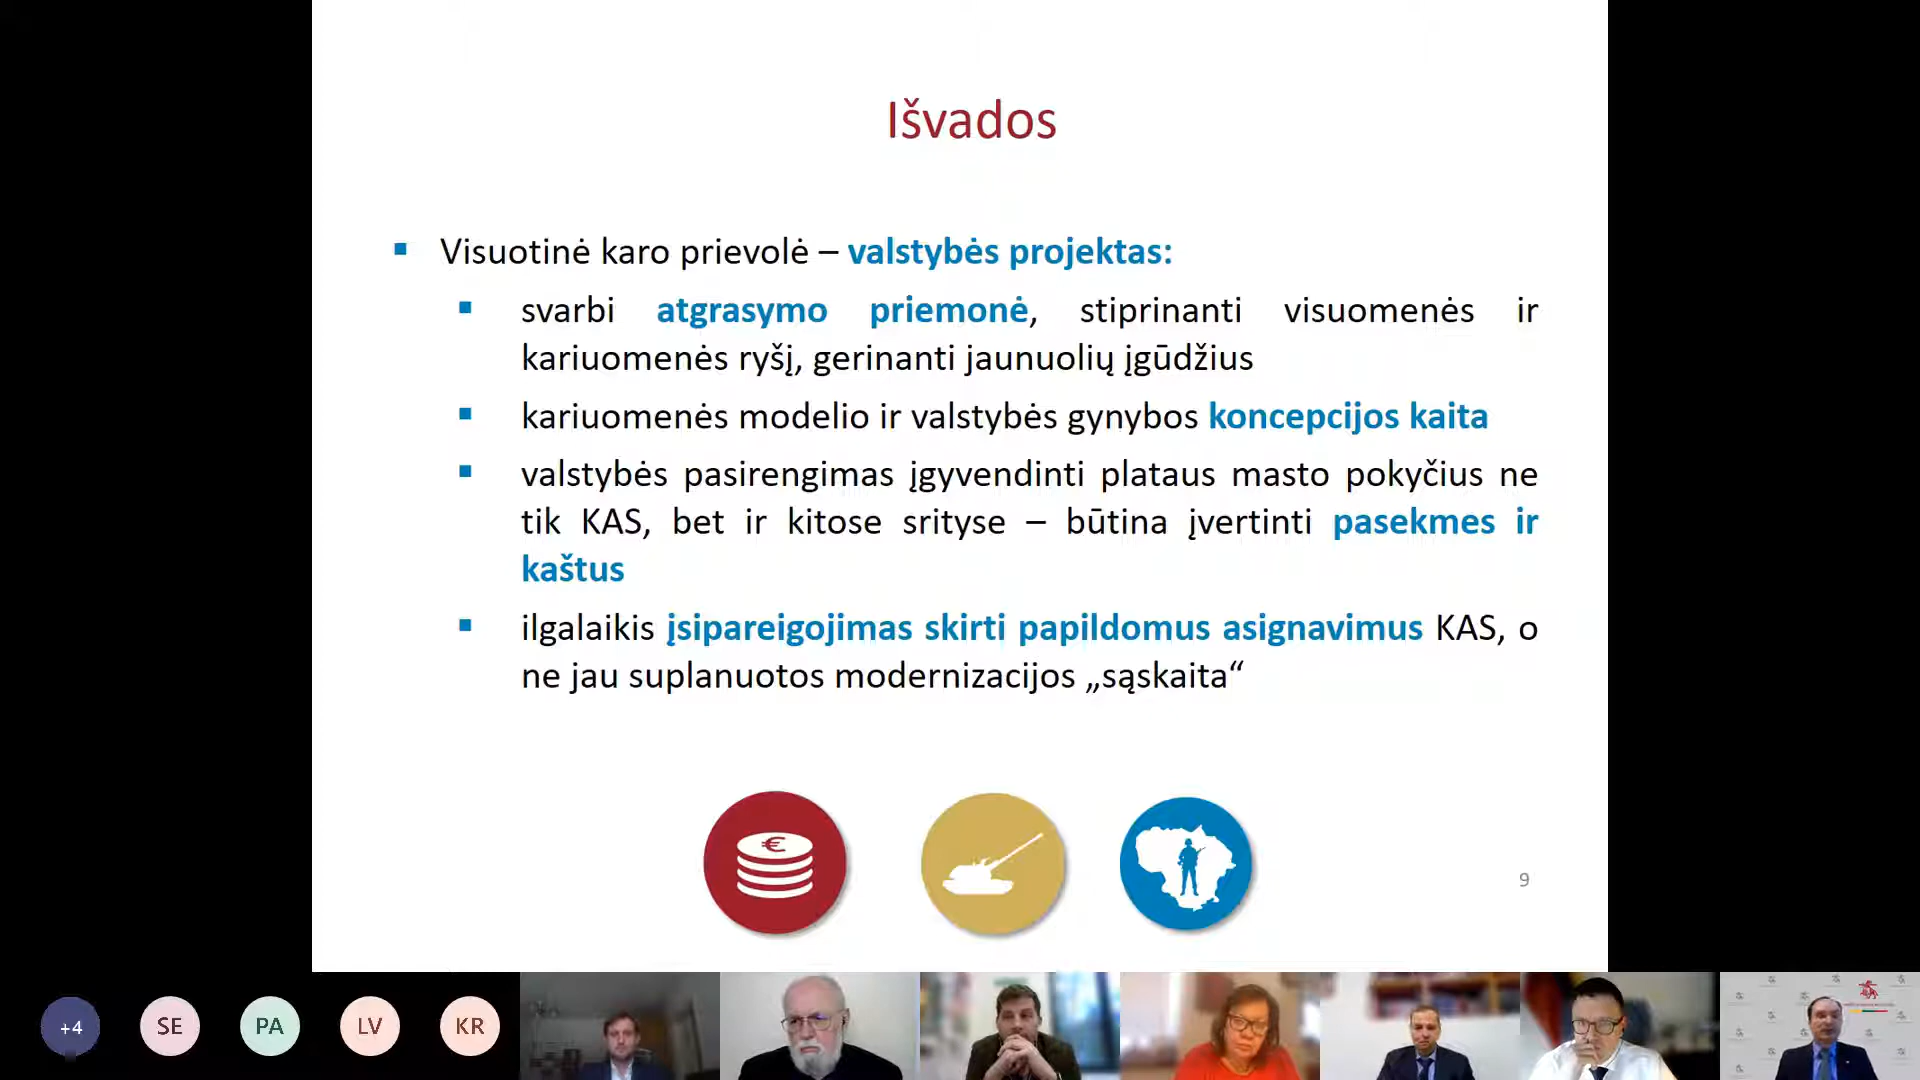 Išvados
Visuotinė karo prievolė – valstybės projektas:
svarbi atgrasymo priemonė, stiprinanti visuomenės ir
kariuomenės ryšį, gerinanti jaunuolių įgūdžius
kariuomenės modelio ir valstybės gynybos koncepcijos kaita
valstybės pasirengimas įgyvendinti plataus masto pokyčius ne
tik KAS, bet ir kitose srityse – būtina įvertinti pasekmes ir
kaštus
ilgalaikis įsipareigojimas skirti papildomus asignavimus KAS, o
ne jau suplanuotos modernizacijos „sąskaita“
€
9
+4
SE
PA
LV
KR